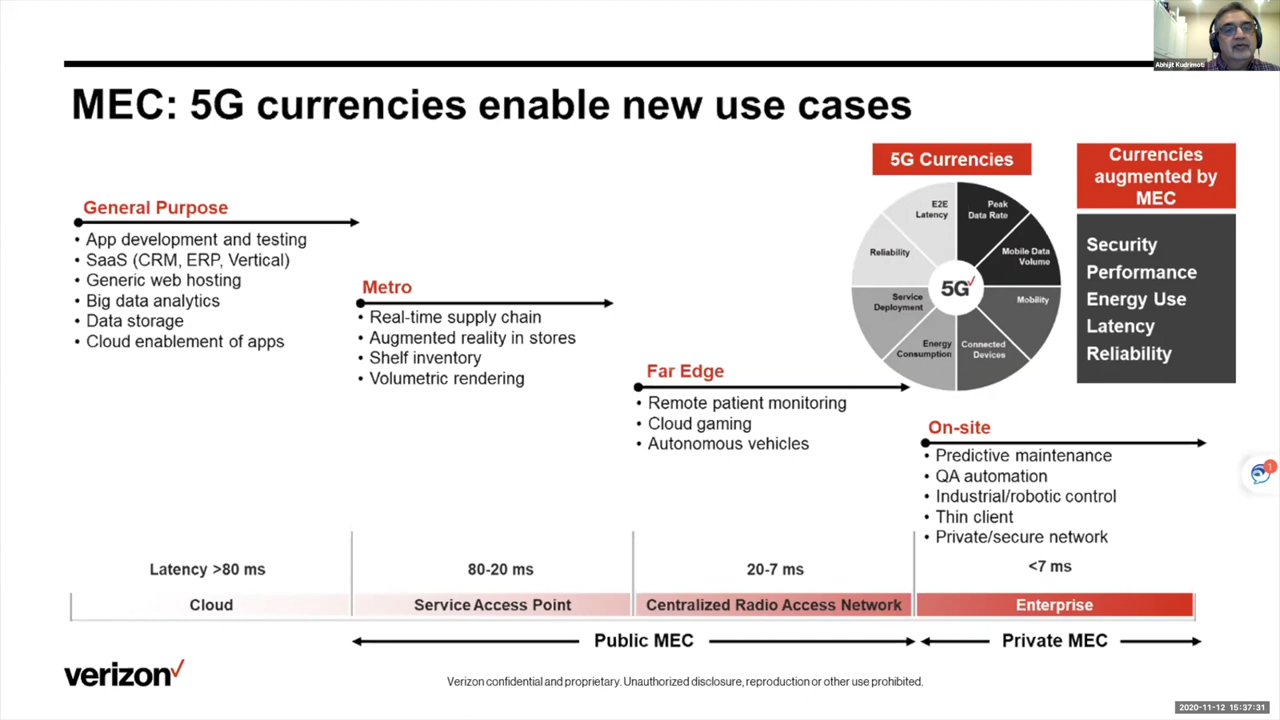 Abhijit Kudrimoti
MEC: 5G currencies enable new use cases
5G Currencies
E2E
Latency
Peak
Data Rate
Reliability
Mobile Data
Volume
5G
Service
Deployment
Mobility
Energy
Consumption
Connected
Devices
Currencies
augmented by
MEC
Security
Performance
Energy Use
Latency
Reliability
General Purpose
• App development and testing
• SaaS (CRM, ERP, Vertical)
• Generic web hosting
• Big data analytics
• Data storage
• Cloud enablement of apps
Metro
• Real-time supply chain
• Augmented reality in stores
• Shelf inventory
• Volumetric rendering
Far Edge
• Remote patient monitoring
• Cloud gaming
• Autonomous vehicles
On-site
• Predictive maintenance
• QA automation
• Industrial/robotic control
• Thin client
• Private/secure network
1
Latency >80 ms
80-20 ms
20-7 ms
<7 ms
Cloud
Service Access Point
Centralized Radio Access Network
Enterprise
Public MEC
Private MEC
verizon
Verizon confidential and proprietary. Unauthorized disclosure, reproduction or other use prohibited.
2020-11-12 15:37:31